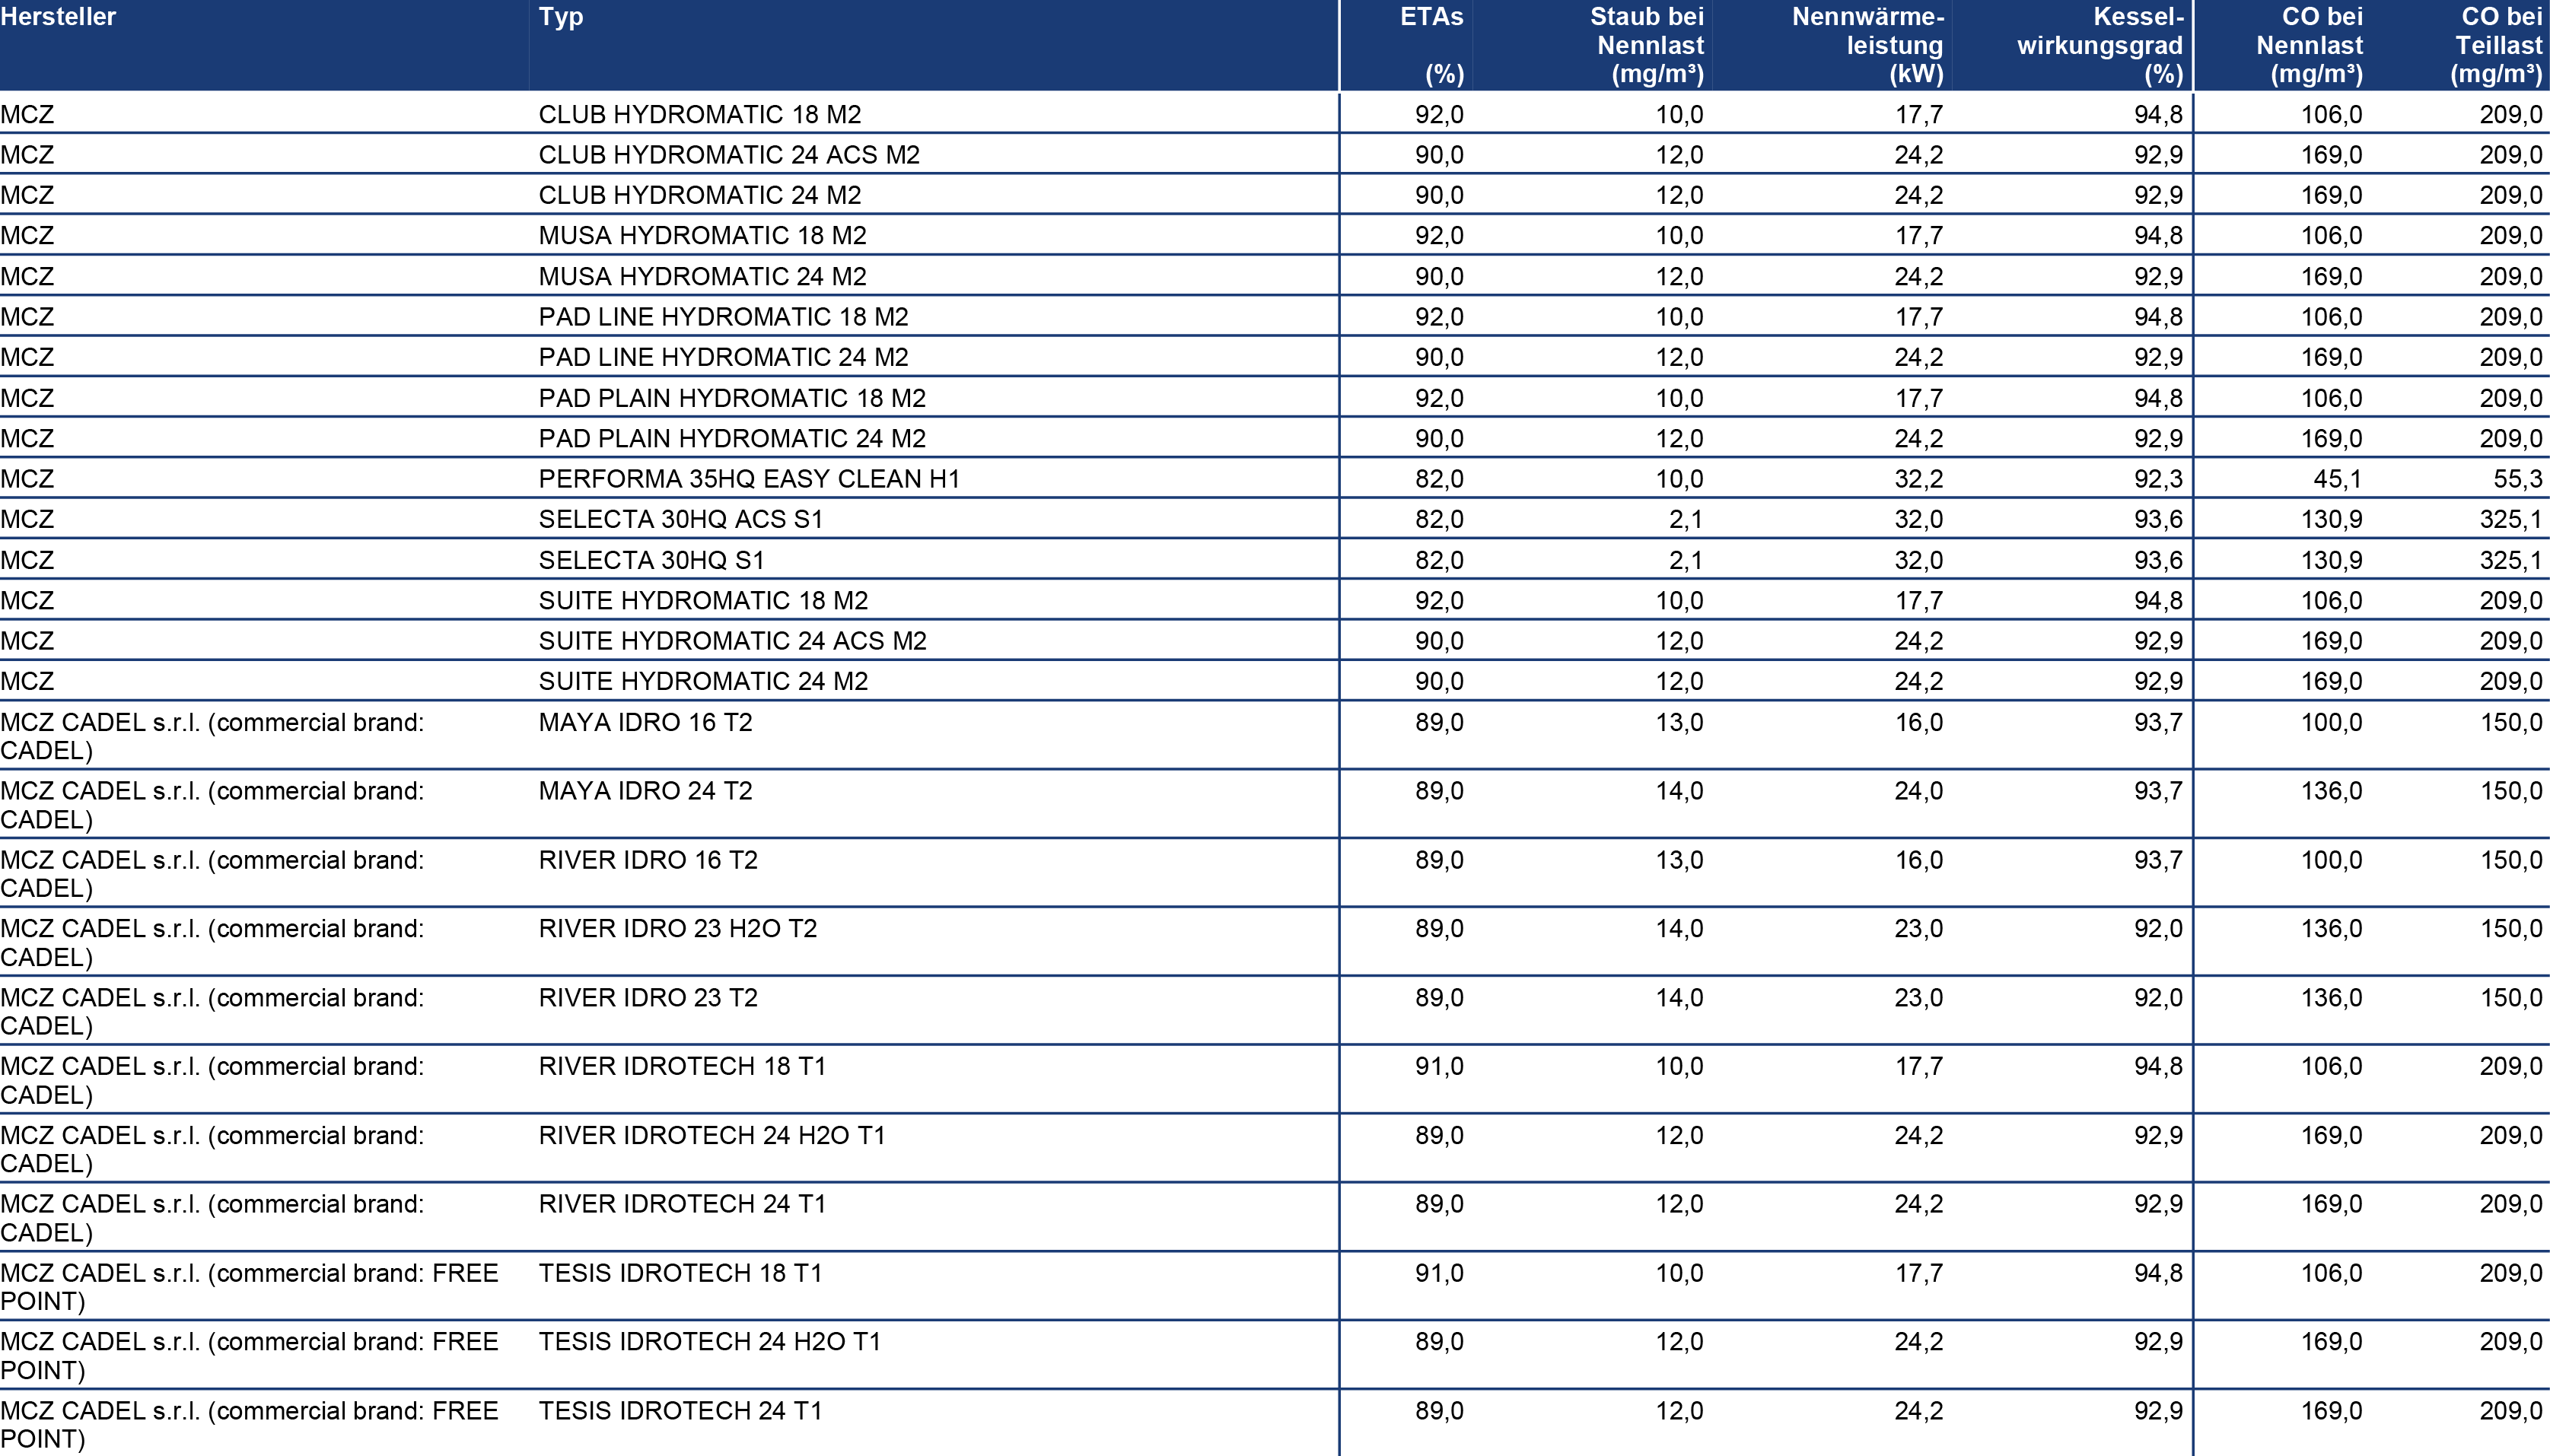 Hersteller Typ ETAs (%) Staub bei Nennlast (mg/m³) Nennwärme-leistung (kW) Kessel-wirkungsgrad (%) CO bei Nennlast (mg/m³) CO bei Teillast (mg/m³)
MCZ CLUB HYDROMATIC 18 M2 92,0 10,0 17,7 94,8 106,0 209,0
MCZ CLUB HYDROMATIC 24 ACS M2 90,0 12,0 24,2 92,9 169,0 209,0
MCZ CLUB HYDROMATIC 24 M2 90,0 12,0 24,2 92,9 169,0 209,0
MCZ MUSA HYDROMATIC 18 M2 92,0 10,0 17,7 94,8 106,0 209,0
MCZ MUSA HYDROMATIC 24 M2 90,0 12,0 24,2 92,9 169,0 209,0
MCZ PAD LINE HYDROMATIC 18 M2 92,0 10,0 17,7 94,8 106,0 209,0
MCZ PAD LINE HYDROMATIC 24 M2 90,0 12,0 24,2 92,9 169,0 209,0
MCZ PAD PLAIN HYDROMATIC 18 M2 92,0 10,0 17,7 94,8 106,0 209,0
MCZ PAD PLAIN HYDROMATIC 24 M2 90,0 12,0 24,2 92,9 169,0 209,0
MCZ PERFORMA 35HQ EASY CLEAN H1 82,0 10,0 32,2 92,3 45,1 55,3
MCZ SELECTA 30HQ ACS S1 82,0 2,1 32,0 93,6 130,9 325,1
MCZ SELECTA 30HQ S1 82,0 2,1 32,0 93,6 130,9 325,1
MCZ SUITE HYDROMATIC 18 M2 92,0 10,0 17,7 94,8 106,0 209,0
MCZ SUITE HYDROMATIC 24 ACS M2 90,0 12,0 24,2 92,9 169,0 209,0
MCZ SUITE HYDROMATIC 24 M2 90,0 12,0 24,2 92,9 169,0 209,0
MCZ CADEL s.r.l. (commercial brand: MAYA IDRO 16 T2 89,0 13,0 16,0 93,7 100,0 150,0
CADEL)
MCZ CADEL s.r.l. (commercial brand: MAYA IDRO 24 T2 89,0 14,0 24,0 93,7 136,0 150,0
CADEL)
MCZ CADEL s.r.l. (commercial brand: RIVER IDRO 16 T2 89,0 13,0 16,0 93,7 100,0 150,0
CADEL)
MCZ CADEL s.r.l. (commercial brand: RIVER IDRO 23 H2O T2 89,0 14,0 23,0 92,0 136,0 150,0
CADEL)
MCZ CADEL s.r.l. (commercial brand: RIVER IDRO 23 T2 89,0 14,0 23,0 92,0 136,0 150,0
CADEL)
MCZ CADEL s.r.l. (commercial brand: RIVER IDROTECH 18 T1 91,0 10,0 17,7 94,8 106,0 209,0
CADEL)
MCZ CADEL s.r.l. (commercial brand: RIVER IDROTECH 24 H2O T1 89,0 12,0 24,2 92,9 169,0 209,0
CADEL)
MCZ CADEL s.r.l. (commercial brand: RIVER IDROTECH 24 T1 89,0 12,0 24,2 92,9 169,0 209,0
CADEL)
MCZ CADEL s.r.l. (commercial brand: FREE TESIS IDROTECH 18 T1 91,0 10,0 17,7 94,8 106,0 209,0
POINT)
MCZ CADEL s.r.l. (commercial brand: FREE TESIS IDROTECH 24 H2O T1 89,0 12,0 24,2 92,9 169,0 209,0
POINT)
MCZ CADEL s.r.l. (commercial brand: FREE TESIS IDROTECH 24 T1 89,0 12,0 24,2 92,9 169,0 209,0
POINT)